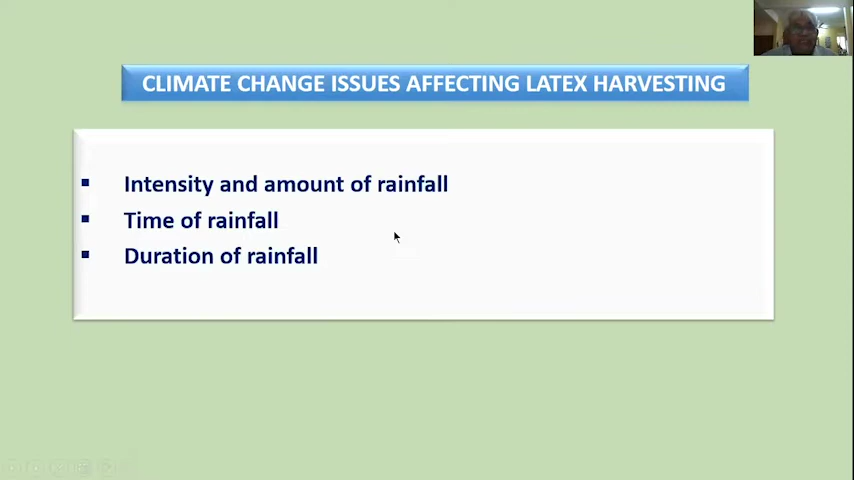 CLIMATE CHANGE ISSUES AFFECTING LATEX HARVESTING
▪ Intensity and amount of rainfall
▪ Time of rainfall
▪ Duration of rainfall